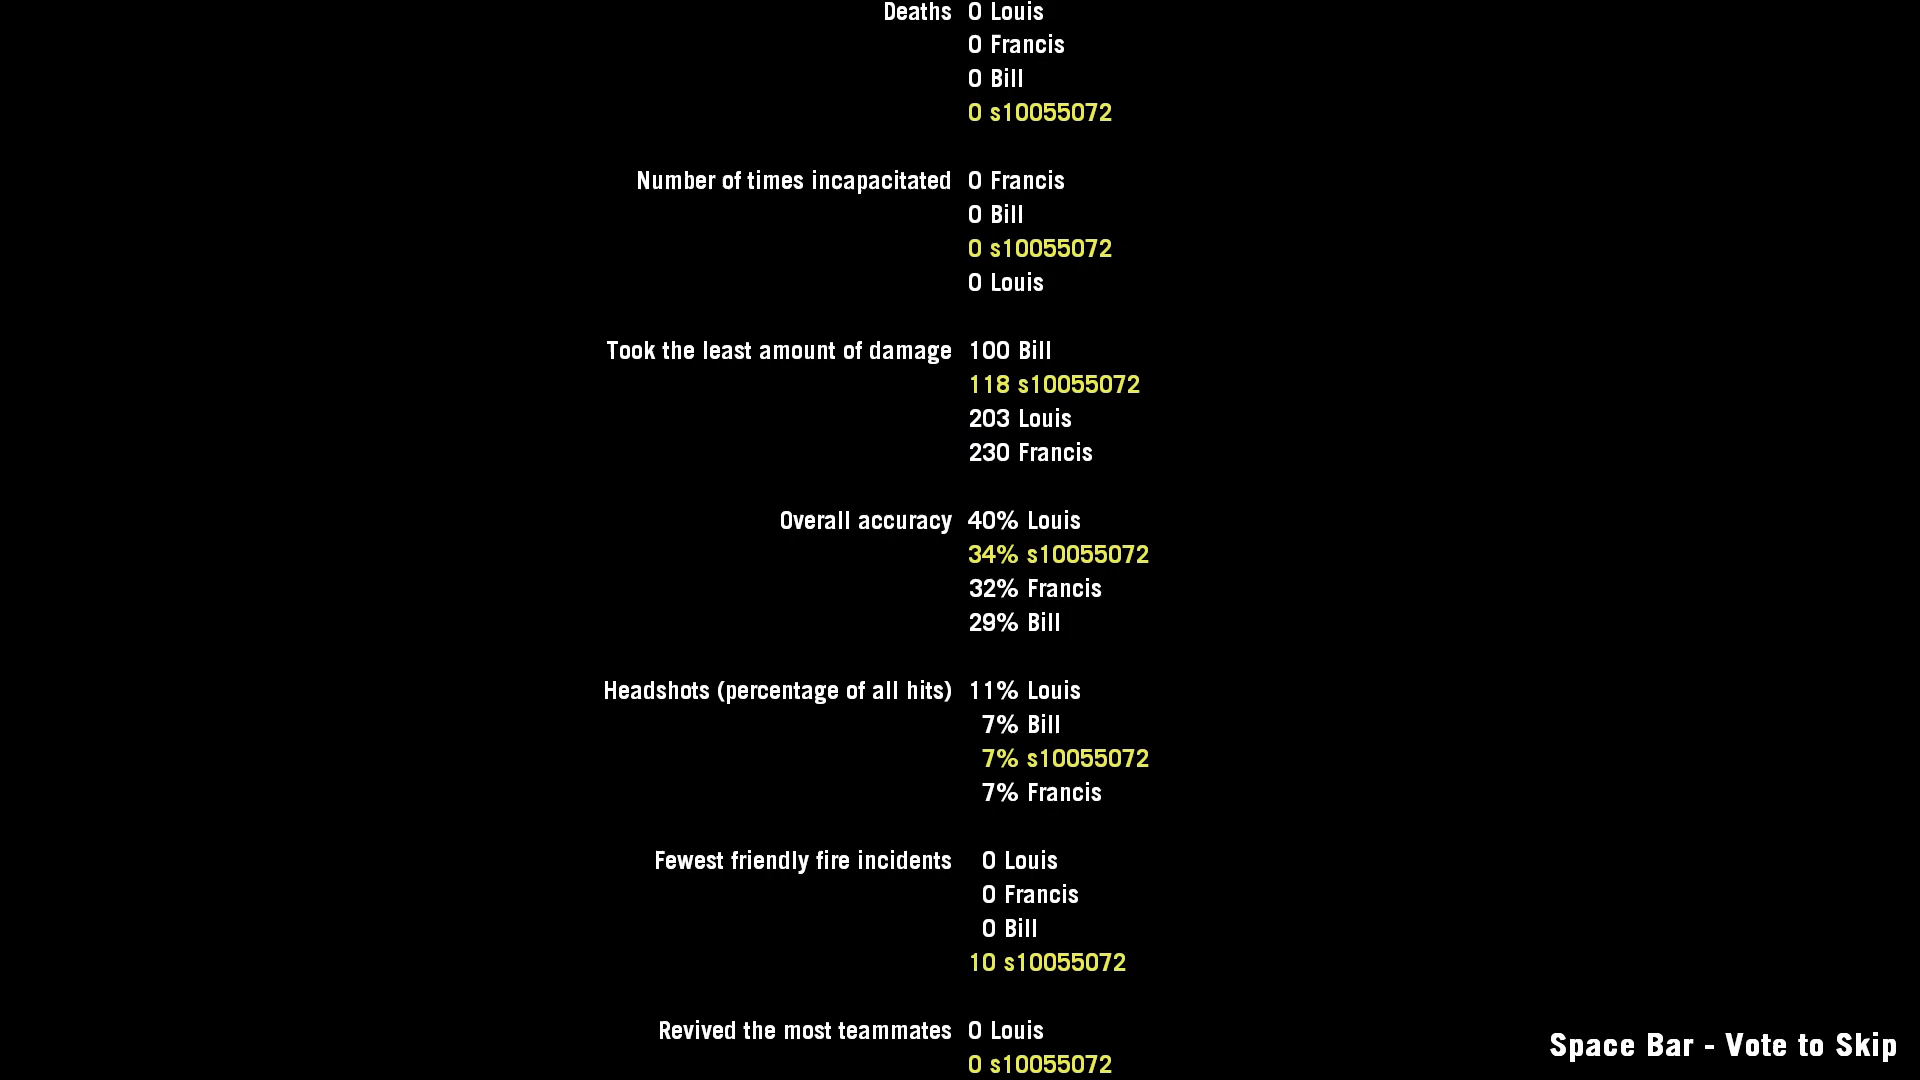 Deaths 0 Louis
0 Francis
0 Bill
0 s10055072
Number of times incapacitated 0 Francis
0 Bill
0 s10055072
0 Louis
Took the least amount of damage 100 Bill
118 s10055072
203 Louis
230 Francis
Overall accuracy 40% Louis
34% s10055072
32% Francis
29% Bill
Headshots (percentage of all hits) 11% Louis
7% Bill
7% s10055072
7% Francis
Fewest friendly fire incidents 0 Louis
0 Francis
0 Bill
10 s10055072
Revived the most teammates 0 Louis
0 s10055072
Space Bar - Vote to Skip